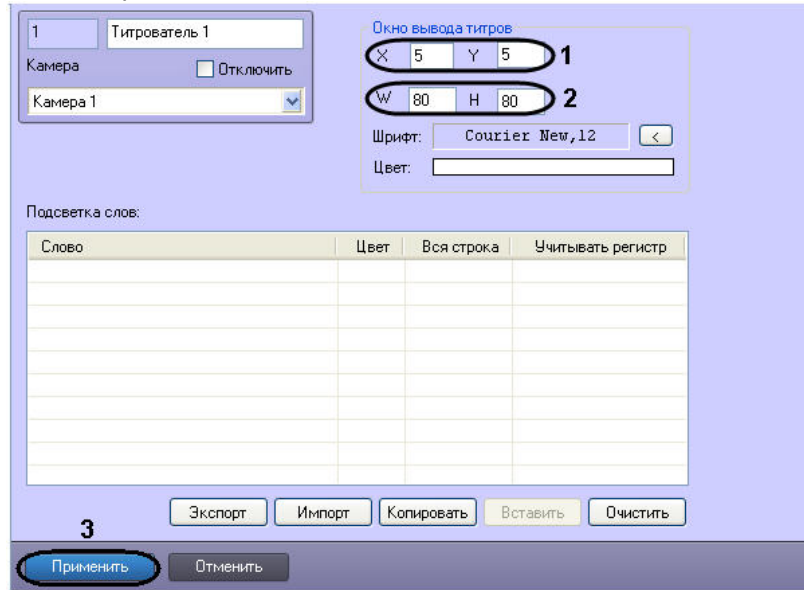 1 Титрователь 1
Камера Отключить
Камера 1
Окно вывода титров
X 5 Y 5 1
W 80 H 80 2
Шрифт: Courier New,12 <
Цвет:
Подсветка слов:
Слово Цвет Вся строка Учитывать регистр
Экспорт Импорт Копировать Вставить Очистить
3
Применить Отменить